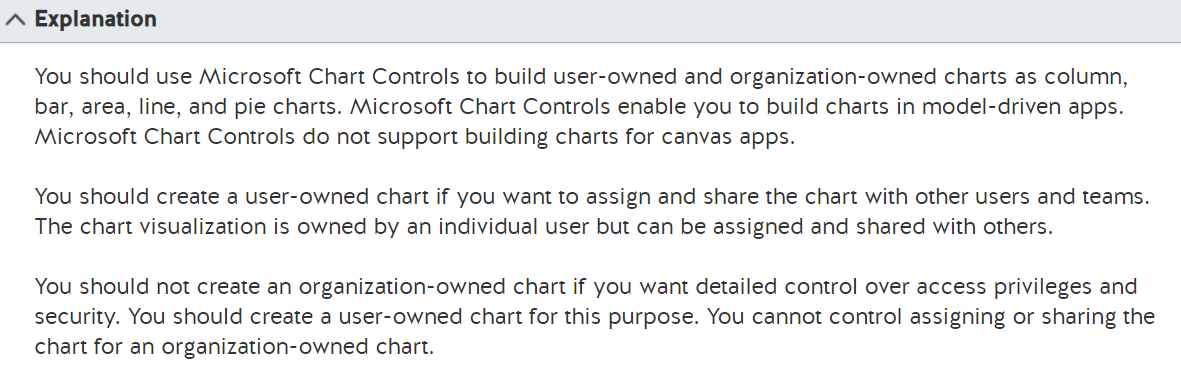 Explanation
You should use Microsoft Chart Controls to build user-owned and organization-owned charts as column,
bar, area, line, and pie charts. Microsoft Chart Controls enable you to build charts in model-driven apps.
Microsoft Chart Controls do not support building charts for canvas apps.
You should create a user-owned chart if you want to assign and share the chart with other users and teams.
The chart visualization is owned by an individual user but can be assigned and shared with others.
You should not create an organization-owned chart if you want detailed control over access privileges and
security. You should create a user-owned chart for this purpose. You cannot control assigning or sharing the
chart for an organization-owned chart.